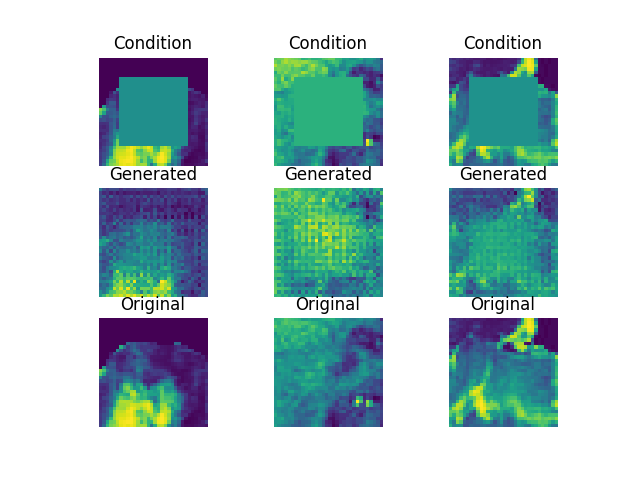 Condition Condition Condition
Generated Generated Generated
Original Original Original